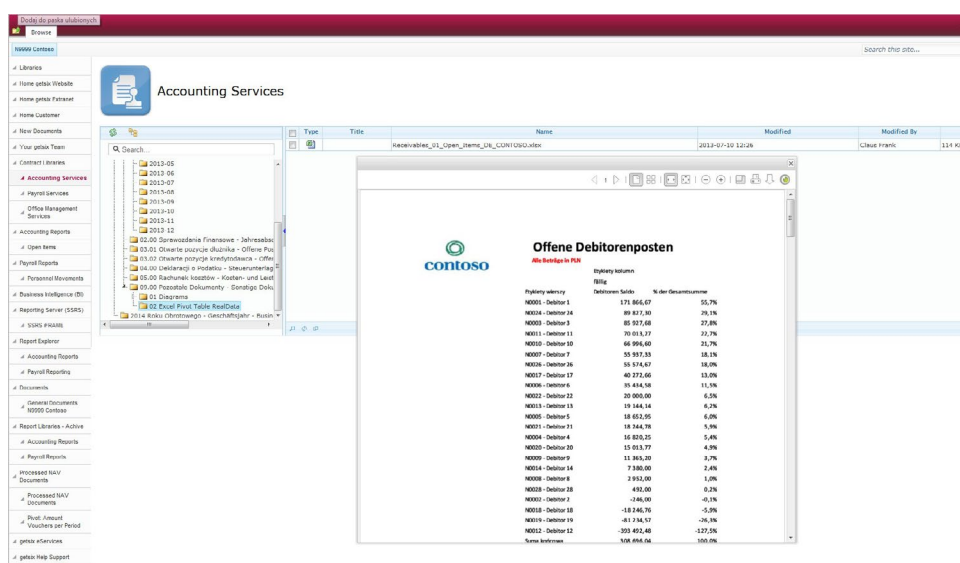 Dodaj do paska ulubionych
Browse
N9999 Contoso
Search this site...
Libraries
Home getsix Website
Home getsix Extranet
Home Customer
New Documents
Your getsix Team
Contract Libraries
Accounting Services
Payroll Services
Office Management
Services
Accounting Reports
Open Items
Payroll Reports
Personnel Movements
Business Intelligence (BI)
Reporting Server (SSRS)
SSRS IFRAME
Report Explorer
Accounting Reports
Payroll Reporting
Documents
General Documents
N9999 Contoso
Report Libraries - Achive
Accounting Reports
Payroll Reports
Processed NAV
Documents
Processed NAV
Documents
Pivot: Amount
Vouchers per Period
getsix eServices
getsix Help Support
Accounting Services
Search...
2013-05
2013-06
2013-07
2013-08
2013-09
2013-10
2013-11
2013-12
02.00 Sprawozdania Finansowe - Jahresabsc
03.01 Otwarte pozycje dłużnika - Offene Pos
03.02 Otwarte pozycje kredytodawca - Offer
04.00 Deklaracji o Podatku - Steuerunterlag
05.00 Rachunek kosztów - Kosten- und Leist
09.00 Pozostałe Dokumenty - Sonstige Doku
01 Diagrams
02 Excel Pivot Table RealData
2014 Roku Obrotowego - Geschäftsjahr - Busin
Type Title Name Modified Modified By
Receivables_01_Open_Items_DE_CONTOSO.xlsx 2013-07-10 12:26 Claus Frank 114 K
1
contoso
Offene Debitorenposten
Alle Beträge in PLN
Etykiety kolumn
fällig
Etykiety wierszy Debitoren Saldo % der Gesamtsumme
N0001 - Debitor 1 171 866,67 55,7%
N0024 - Debitor 24 89 827,30 29,1%
N0003 - Debitor 3 85 927,68 27,8%
N0011 - Debitor 11 70 013,27 22,7%
N0010 - Debitor 10 66 996,60 21,7%
N0007 - Debitor 7 55 937,33 18,1%
N0026 - Debitor 26 55 574,67 18,0%
N0017 - Debitor 17 40 272,66 13,0%
N0006 - Debitor 6 35 434,58 11,5%
N0022 - Debitor 22 20 000,00 6,5%
N0013 - Debitor 13 19 144,14 6,2%
N0005 - Debitor 5 18 652,95 6,0%
N0021 - Debitor 21 18 244,78 5,9%
N0004 - Debitor 4 16 820,25 5,4%
N0020 - Debitor 20 15 013,77 4,9%
N0009 - Debitor 9 11 365,20 3,7%
N0014 - Debitor 14 7 380,00 2,4%
N0008 - Debitor 8 2 952,00 1,0%
N0028 - Debitor 28 492,00 0,2%
N0002 - Debitor 2 -246,00 -0,1%
N0018 - Debitor 18 -18 246,76 -5,9%
N0019 - Debitor 19 -81 234,57 -26,3%
N0012 - Debitor 12 -393 492,48 -127,5%
Suma końcowa 308 696,04 100,0%